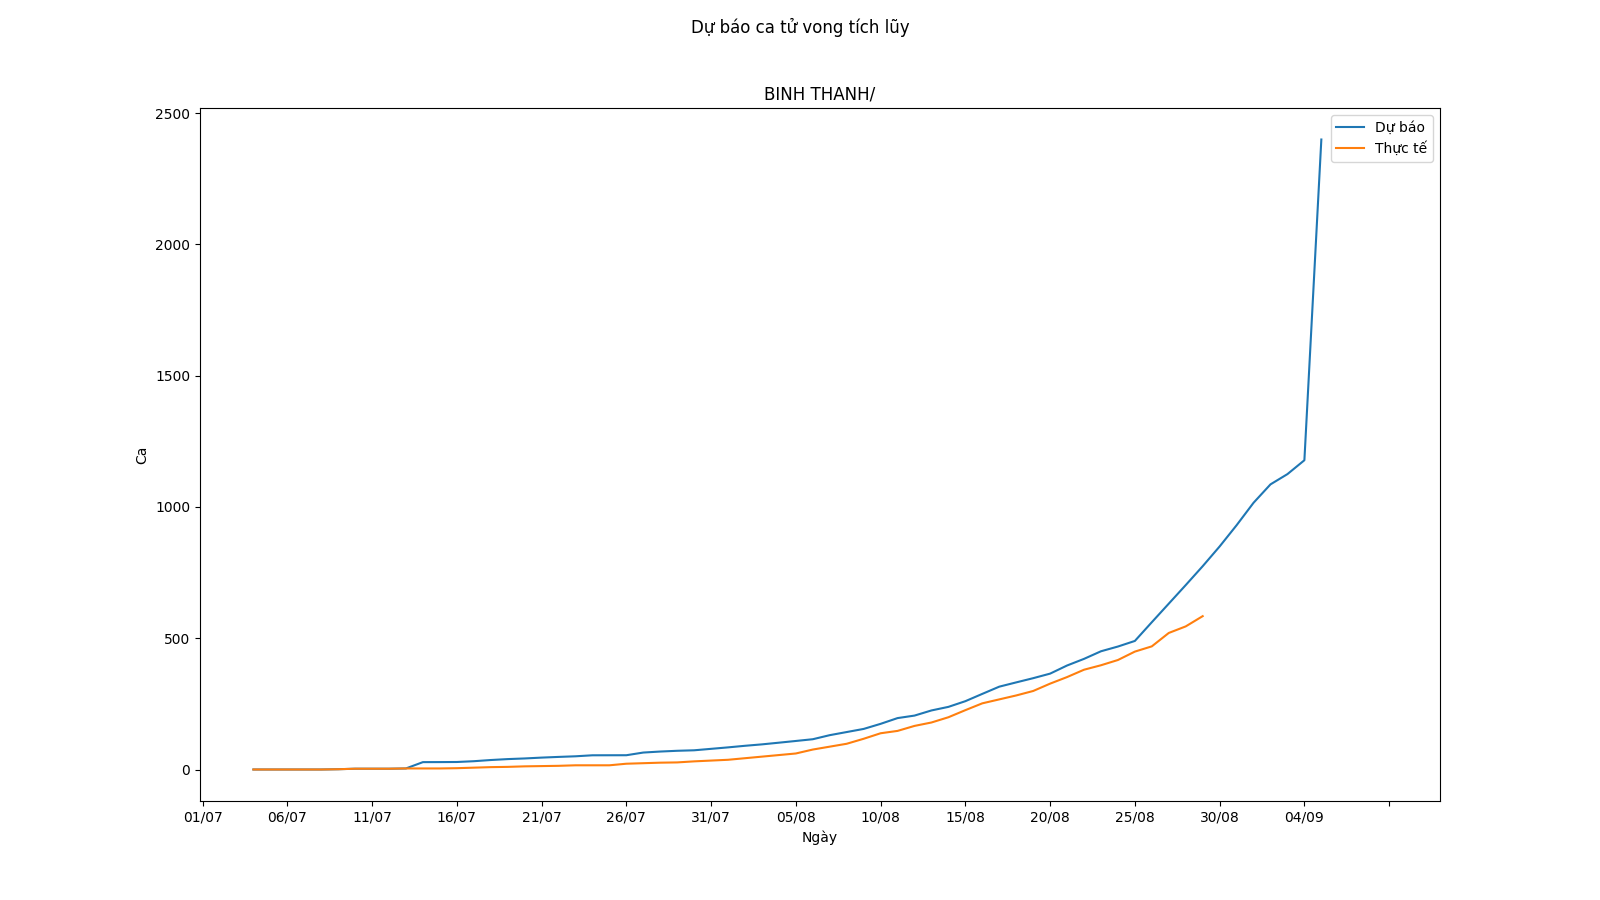 Dự báo ca tử vong tích lũy
BINH THANH/
2500
2000
1500
1000
500
0
Ca
Dự báo
Thực tế
01/07 06/07 11/07 16/07 21/07 26/07 31/07 05/08 10/08 15/08 20/08 25/08 30/08 04/09
Ngày